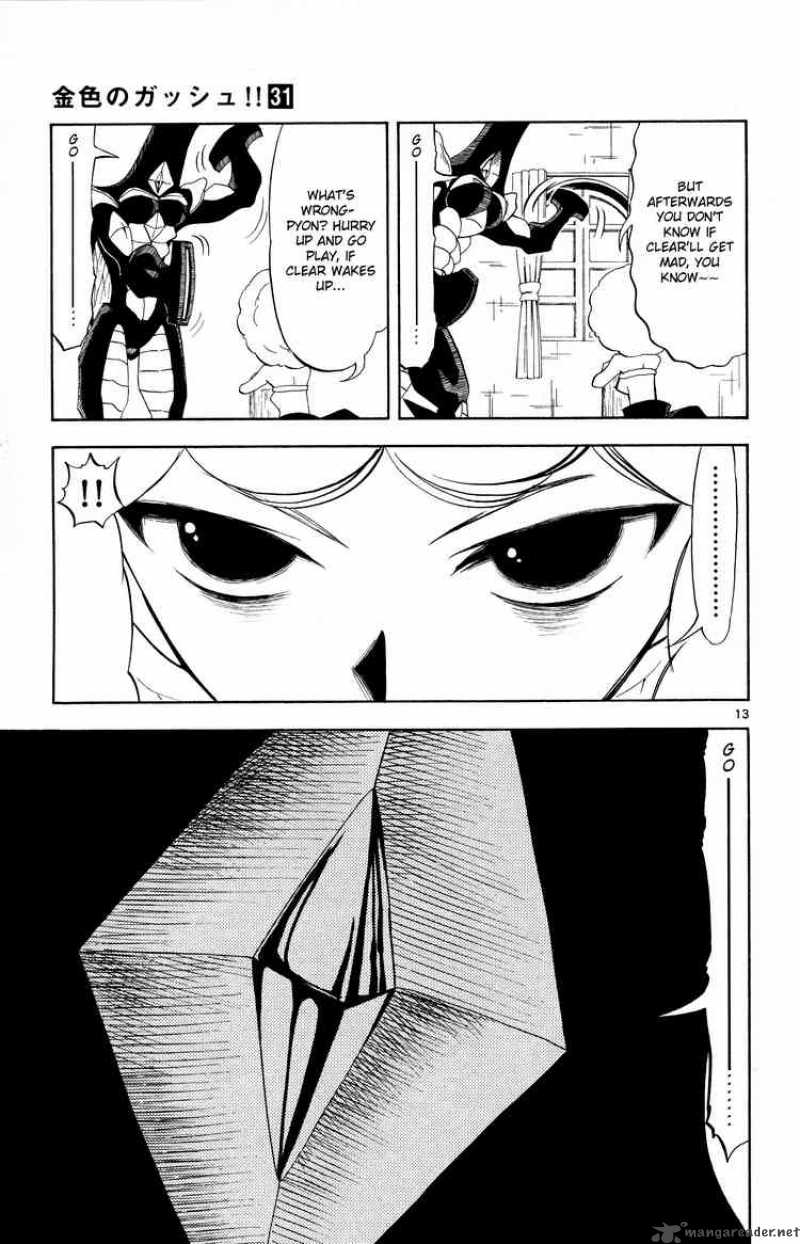 金色のガッシュ!! 31
BUT
AFTERWARDS
YOU DON'T
KNOW IF
CLEAR'LL GET
MAD, YOU
KNOW~~
GO
WHAT'S
WRONG-
PYON? HURRY
UP AND GO
PLAY, IF
CLEAR WAKES
UP...
GO
!!
13
GO
mangarender.net